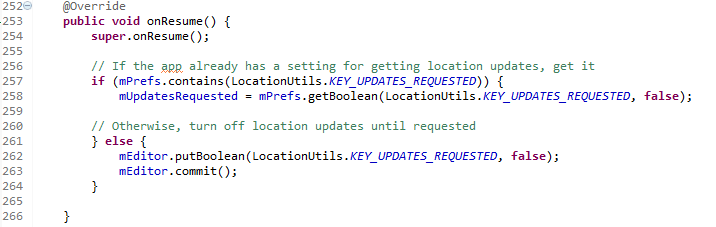 252 @Override
253 public void onResume() {
254 super.onResume();
255
256 // If the app already has a setting for getting location updates, get it
257 if (mPrefs.contains(LocationUtils.KEY_UPDATES_REQUESTED)) {
258 mUpdatesRequested = mPrefs.getBoolean(LocationUtils.KEY_UPDATES_REQUESTED, false);
259
260 // Otherwise, turn off location updates until requested
261 } else {
262 mEditor.putBoolean(LocationUtils.KEY_UPDATES_REQUESTED, false);
263 mEditor.commit();
264 }
265
266 }